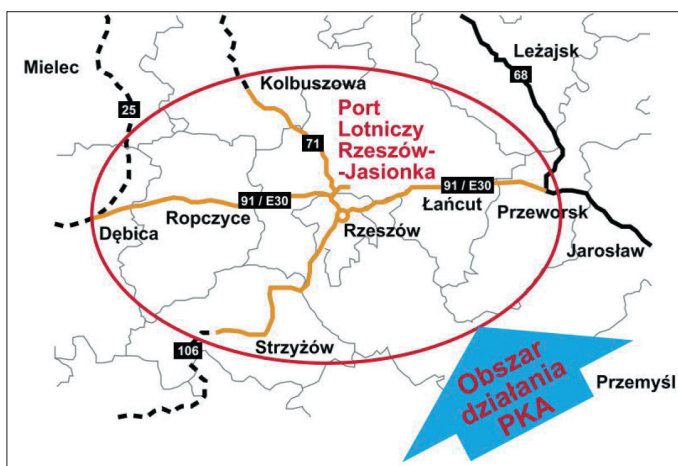 Leżajsk
Mielec
68
Kolbuszowa
25
Port
Lotniczy
Rzeszów-
-Jasionka
71
91 / E30
91 / E30
Łańcut
Ropczyce
Przeworsk
Dębica
Rzeszów
Jarosław
106
Strzyżów
Obszar
działania
PKA
Przemyśl